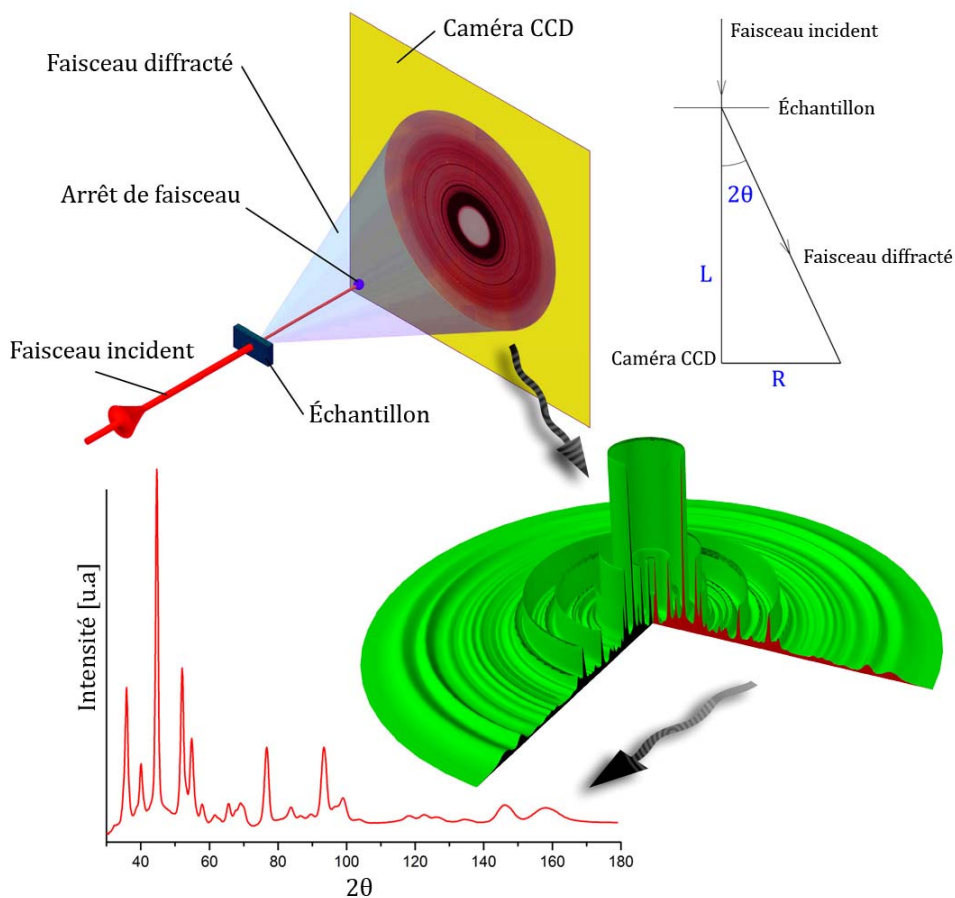 Caméra CCD
Faisceau diffracté
Arrêt de faisceau
Faisceau incident
Échantillon
Faisceau incident
Échantillon
2θ
Faisceau diffracté
L
Caméra CCD
R
Intensité [u.a]
40 60 80 100 120 140 160 180
2θ